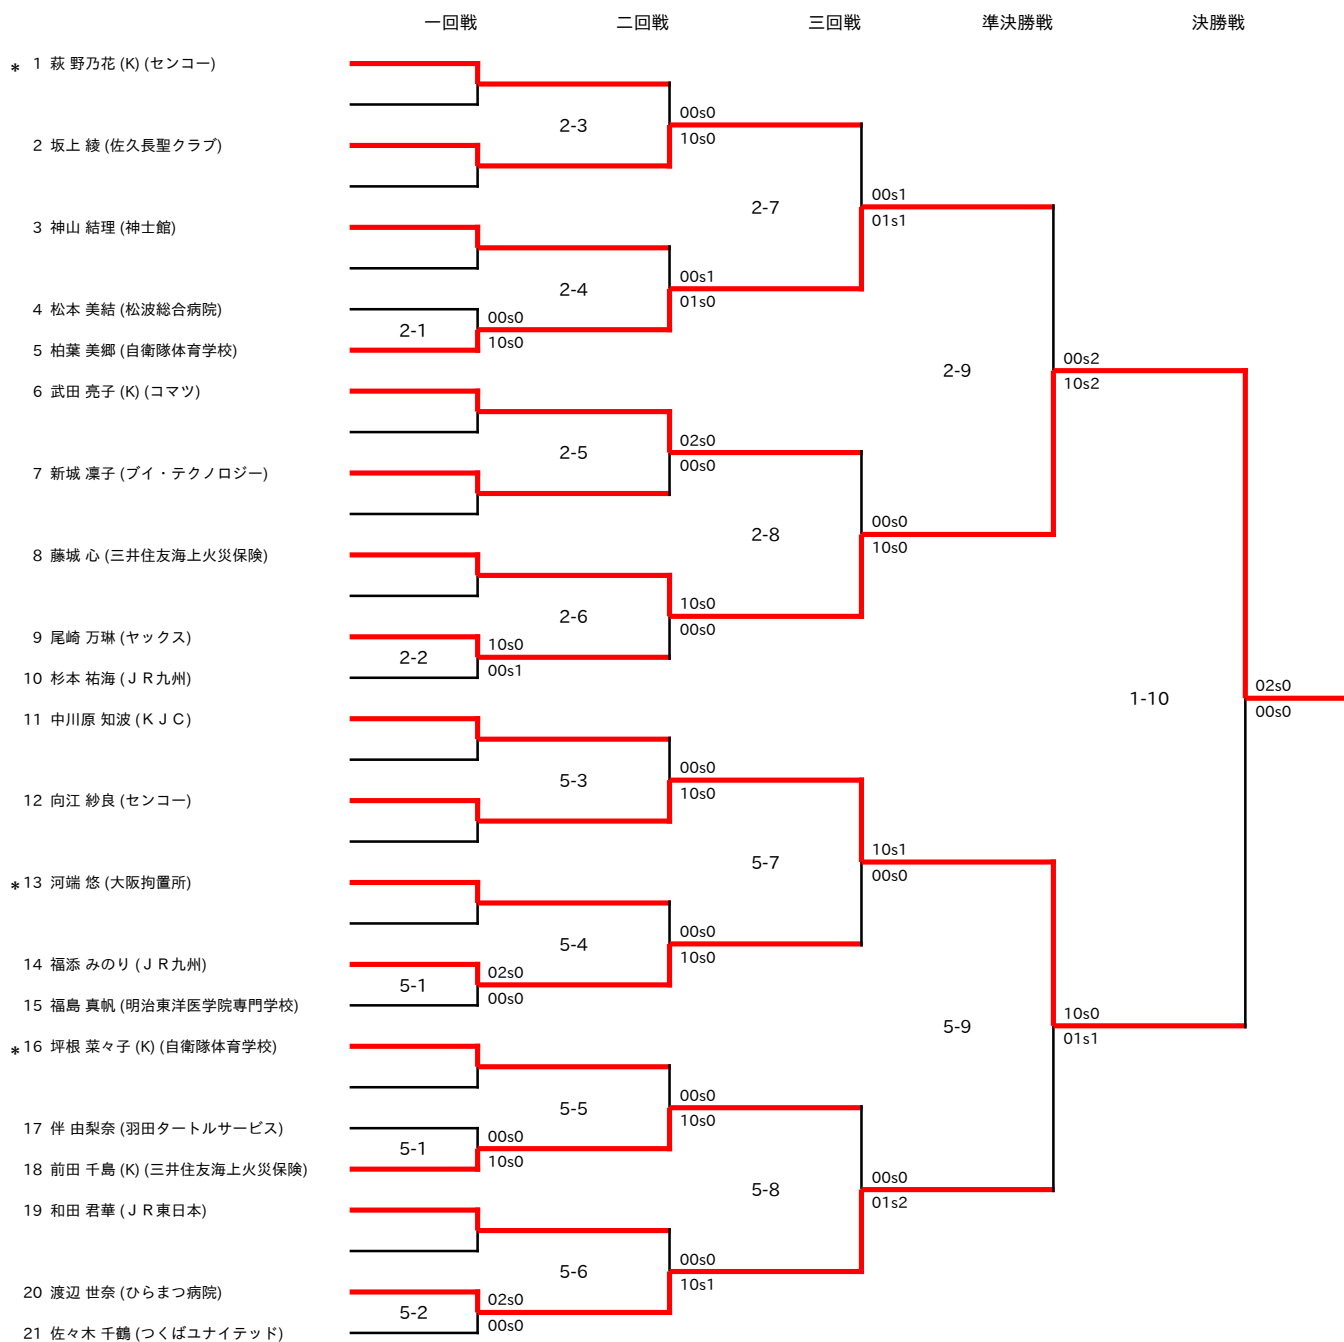 一回戦 二回戦 三回戦 準決勝戦 決勝戦
* 1 萩 野乃花 (K) (センコー)
00s0
2-3
10s0
2 坂上 綾 (佐久長聖クラブ)
00s1
2-7
01s1
3 神山 結理 (神士館)
00s1
2-4
01s0
4 松本 美結 (松波総合病院)
00s0
2-1
10s0
5 柏葉 美郷 (自衛隊体育学校)
00s2
2-9
10s2
6 武田 亮子 (K) (コマツ)
02s0
2-5
00s0
7 新城 凜子 (ブイ・テクノロジー)
00s0
2-8
10s0
8 藤城 心 (三井住友海上火災保険)
10s0
2-6
00s0
9 尾崎 万琳 (ヤックス)
10s0
2-2
00s1
10 杉本 祐海 (ＪＲ九州)
02s0
1-10
00s0
11 中川原 知波 (ＫＪＣ)
00s0
5-3
10s0
12 向江 紗良 (センコー)
10s1
5-7
00s0
* 13 河端 悠 (大阪拘置所)
00s0
5-4
10s0
14 福添 みのり (ＪＲ九州)
02s0
5-1
00s0
15 福島 真帆 (明治東洋医学院専門学校)
10s0
5-9
01s1
* 16 坪根 菜々子 (K) (自衛隊体育学校)
00s0
5-5
10s0
17 伴 由梨奈 (羽田タートルサービス)
00s0
5-1
10s0
18 前田 千島 (K) (三井住友海上火災保険)
00s0
5-8
01s2
19 和田 君華 (ＪＲ東日本)
00s0
5-6
10s1
20 渡辺 世奈 (ひらまつ病院)
02s0
5-2
00s0
21 佐々木 千鶴 (つくばユナイテッド)